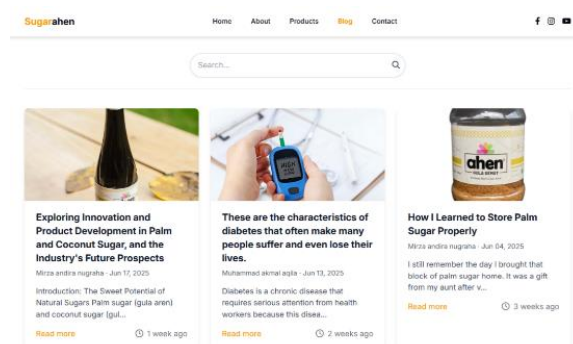 Sugarahen
Home About Products Blog Contact
Search...
ahen
Exploring Innovation and
Product Development in Palm
and Coconut Sugar, and the
Industry's Future Prospects
Mirza andira nugraha · Jun 17, 2025
Introduction: The Sweet Potential of
Natural Sugars Palm sugar (gula aren)
and coconut sugar (gul...
Read more 1 week ago
These are the characteristics of
diabetes that often make many
people suffer and even lose their
lives.
Muhammad akmal aqila · Jun 13, 2025
Diabetes is a chronic disease that
requires serious attention from health
workers because this disea...
Read more 2 weeks ago
How I Learned to Store Palm
Sugar Properly
Mirza andira nugraha · Jun 04, 2025
I still remember the day I brought that
block of palm sugar home. It was a gift
from my aunt after v...
Read more 3 weeks ago